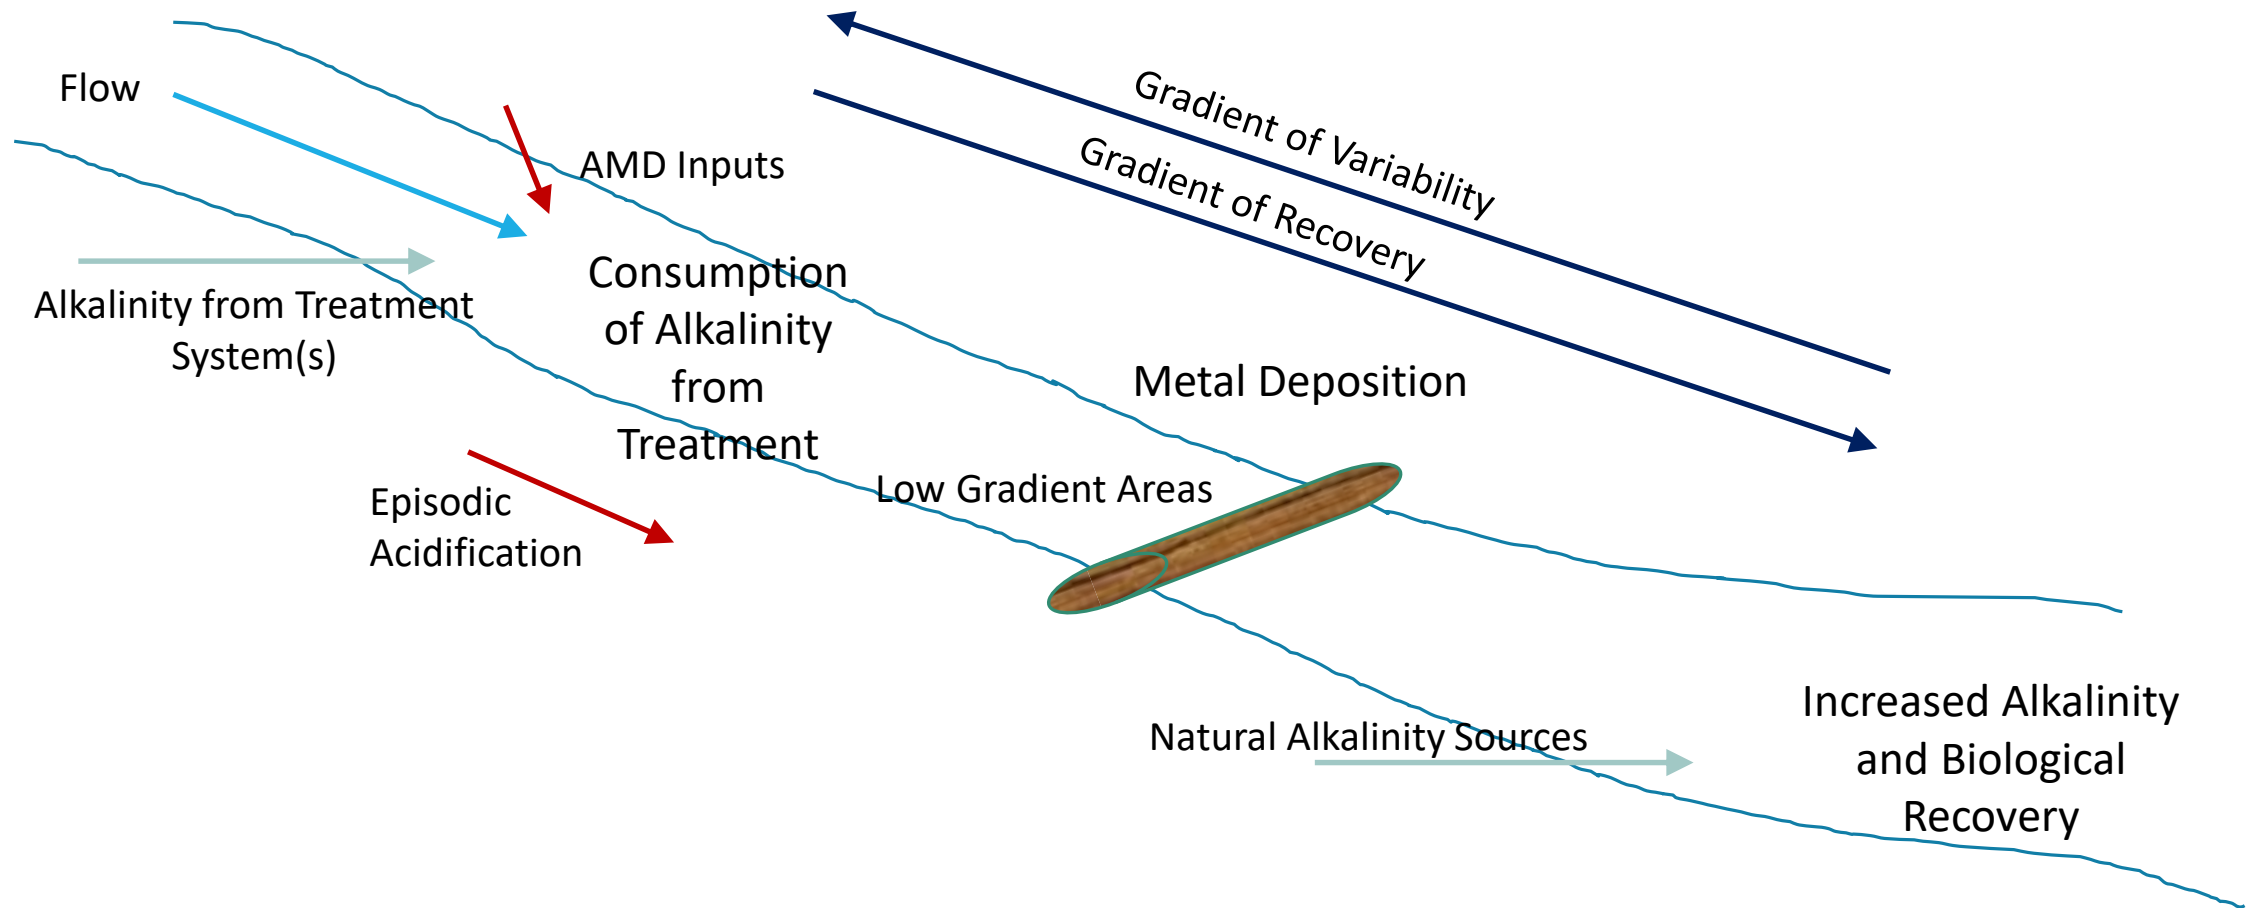 Flow
AMD Inputs
Gradient of Variability
Gradient of Recovery
Alkalinity from Treatment
System(s)
Consumption
of Alkalinity
from
Treatment
Metal Deposition
Low Gradient Areas
Episodic
Acidification
Natural Alkalinity Sources
Increased Alkalinity
and Biological
Recovery